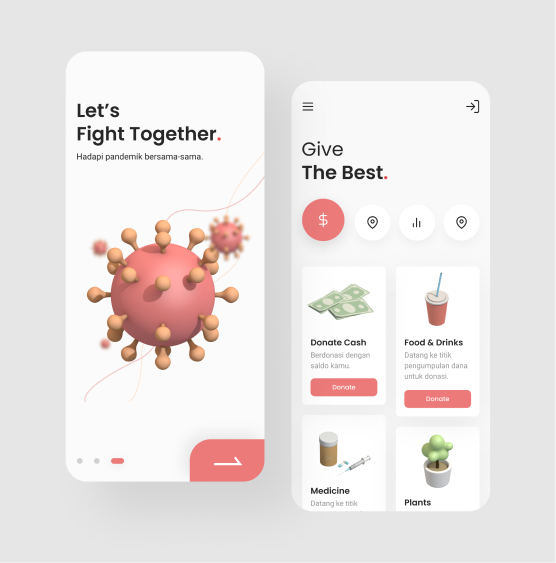 Let's
Fight Together.
Hadapi pandemik bersama-sama.
Give
The Best.
$
Donate Cash
Berdonasi dengan
saldo kamu.
Donate
Food & Drinks
Datang ke titik
pengumpulan dana
untuk donasi.
Donate
Medicine
Datang ke titik
Plants